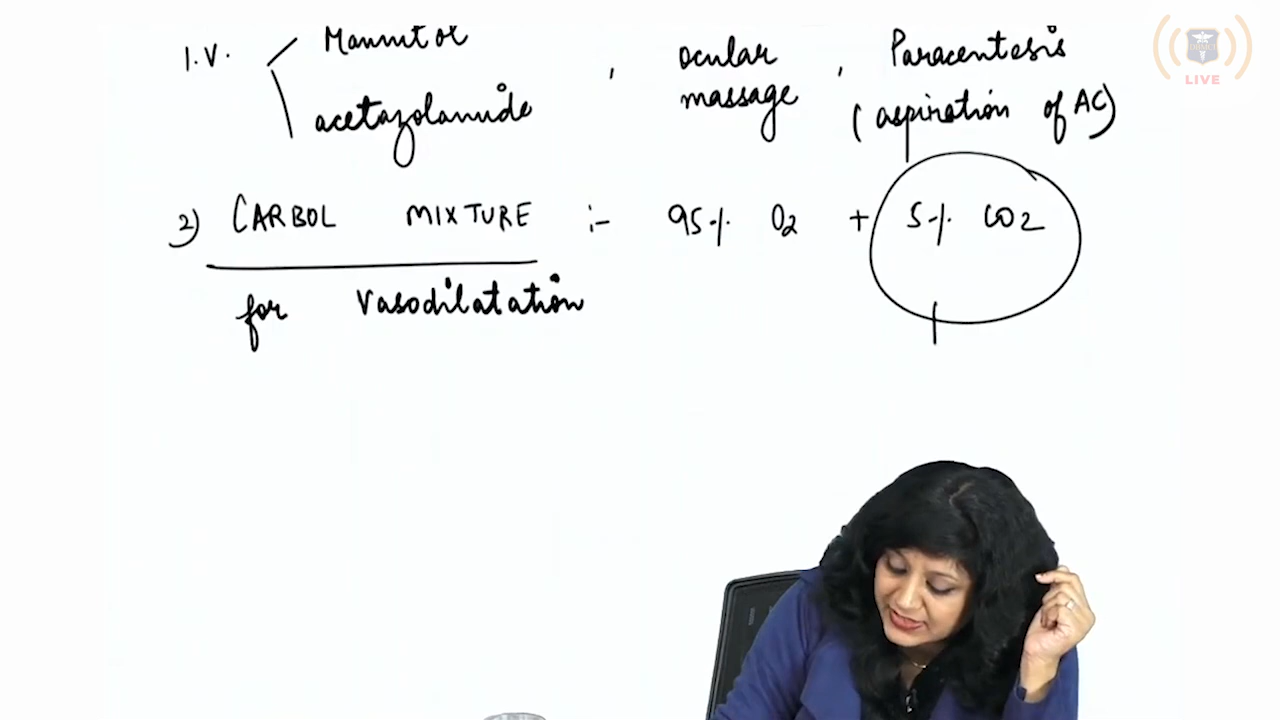 I.V. Mannitol , ocular , Paracentesis
acetazolamide massage (aspiration of AC)
2) CARBOL MIXTURE :- 95% O2 + 5% CO2
for Vasodilatation
LIVE